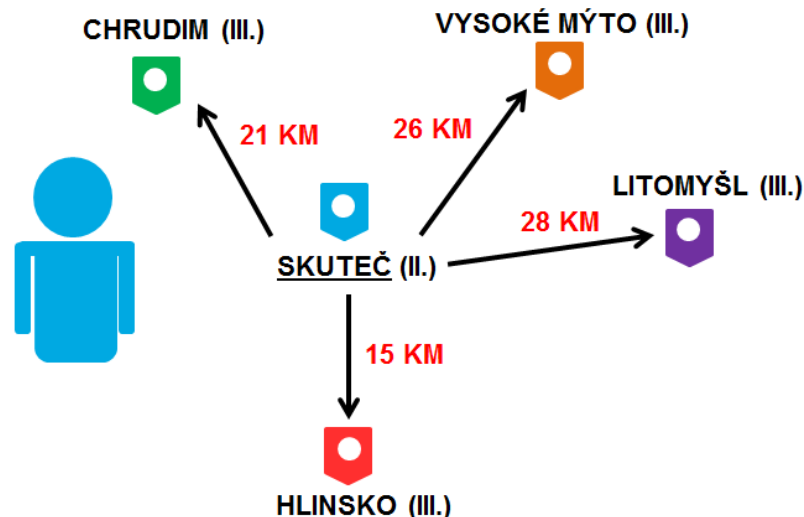 CHRUDIM (III.)
VYSOKÉ MÝTO (III.)
21 KM
26 KM
LITOMYŠL (III.)
28 KM
SKUTEČ (II.)
15 KM
HLINSKO (III.)